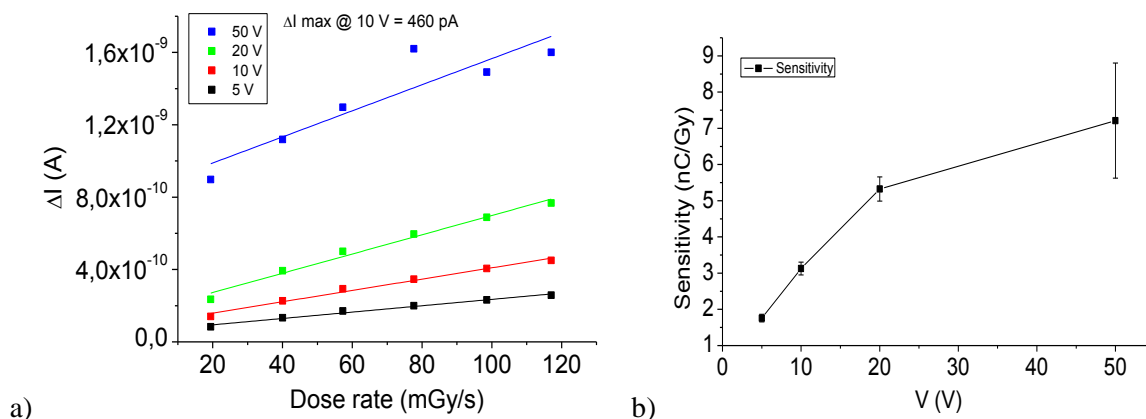 ΔI max @ 10 V = 460 pA
50 V
20 V
10 V
5 V
1,6x10⁻⁹
1,2x10⁻⁹
8,0x10⁻¹⁰
4,0x10⁻¹⁰
0,0
ΔI (A)
20 40 60 80 100 120
Dose rate (mGy/s)
a)
Sensitivity
9
8
7
6
5
4
3
2
1
Sensitivity (nC/Gy)
0 10 20 30 40 50
V (V)
b)